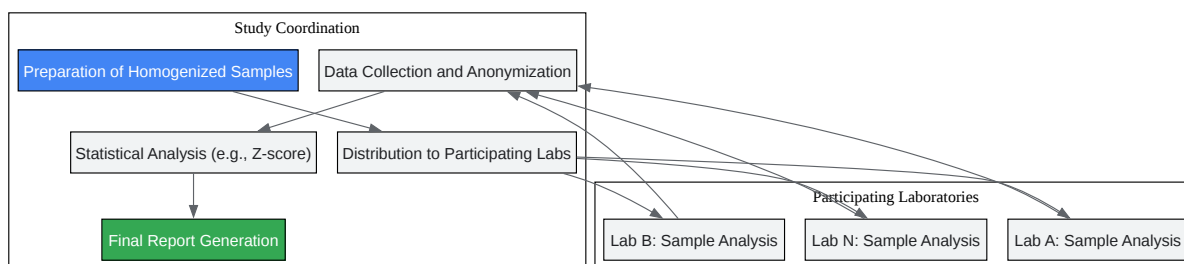 Study Coordination
Preparation of Homogenized Samples
Data Collection and Anonymization
Statistical Analysis (e.g., Z-score)
Distribution to Participating Labs
Final Report Generation
Participating Laboratories
Lab B: Sample Analysis
Lab N: Sample Analysis
Lab A: Sample Analysis